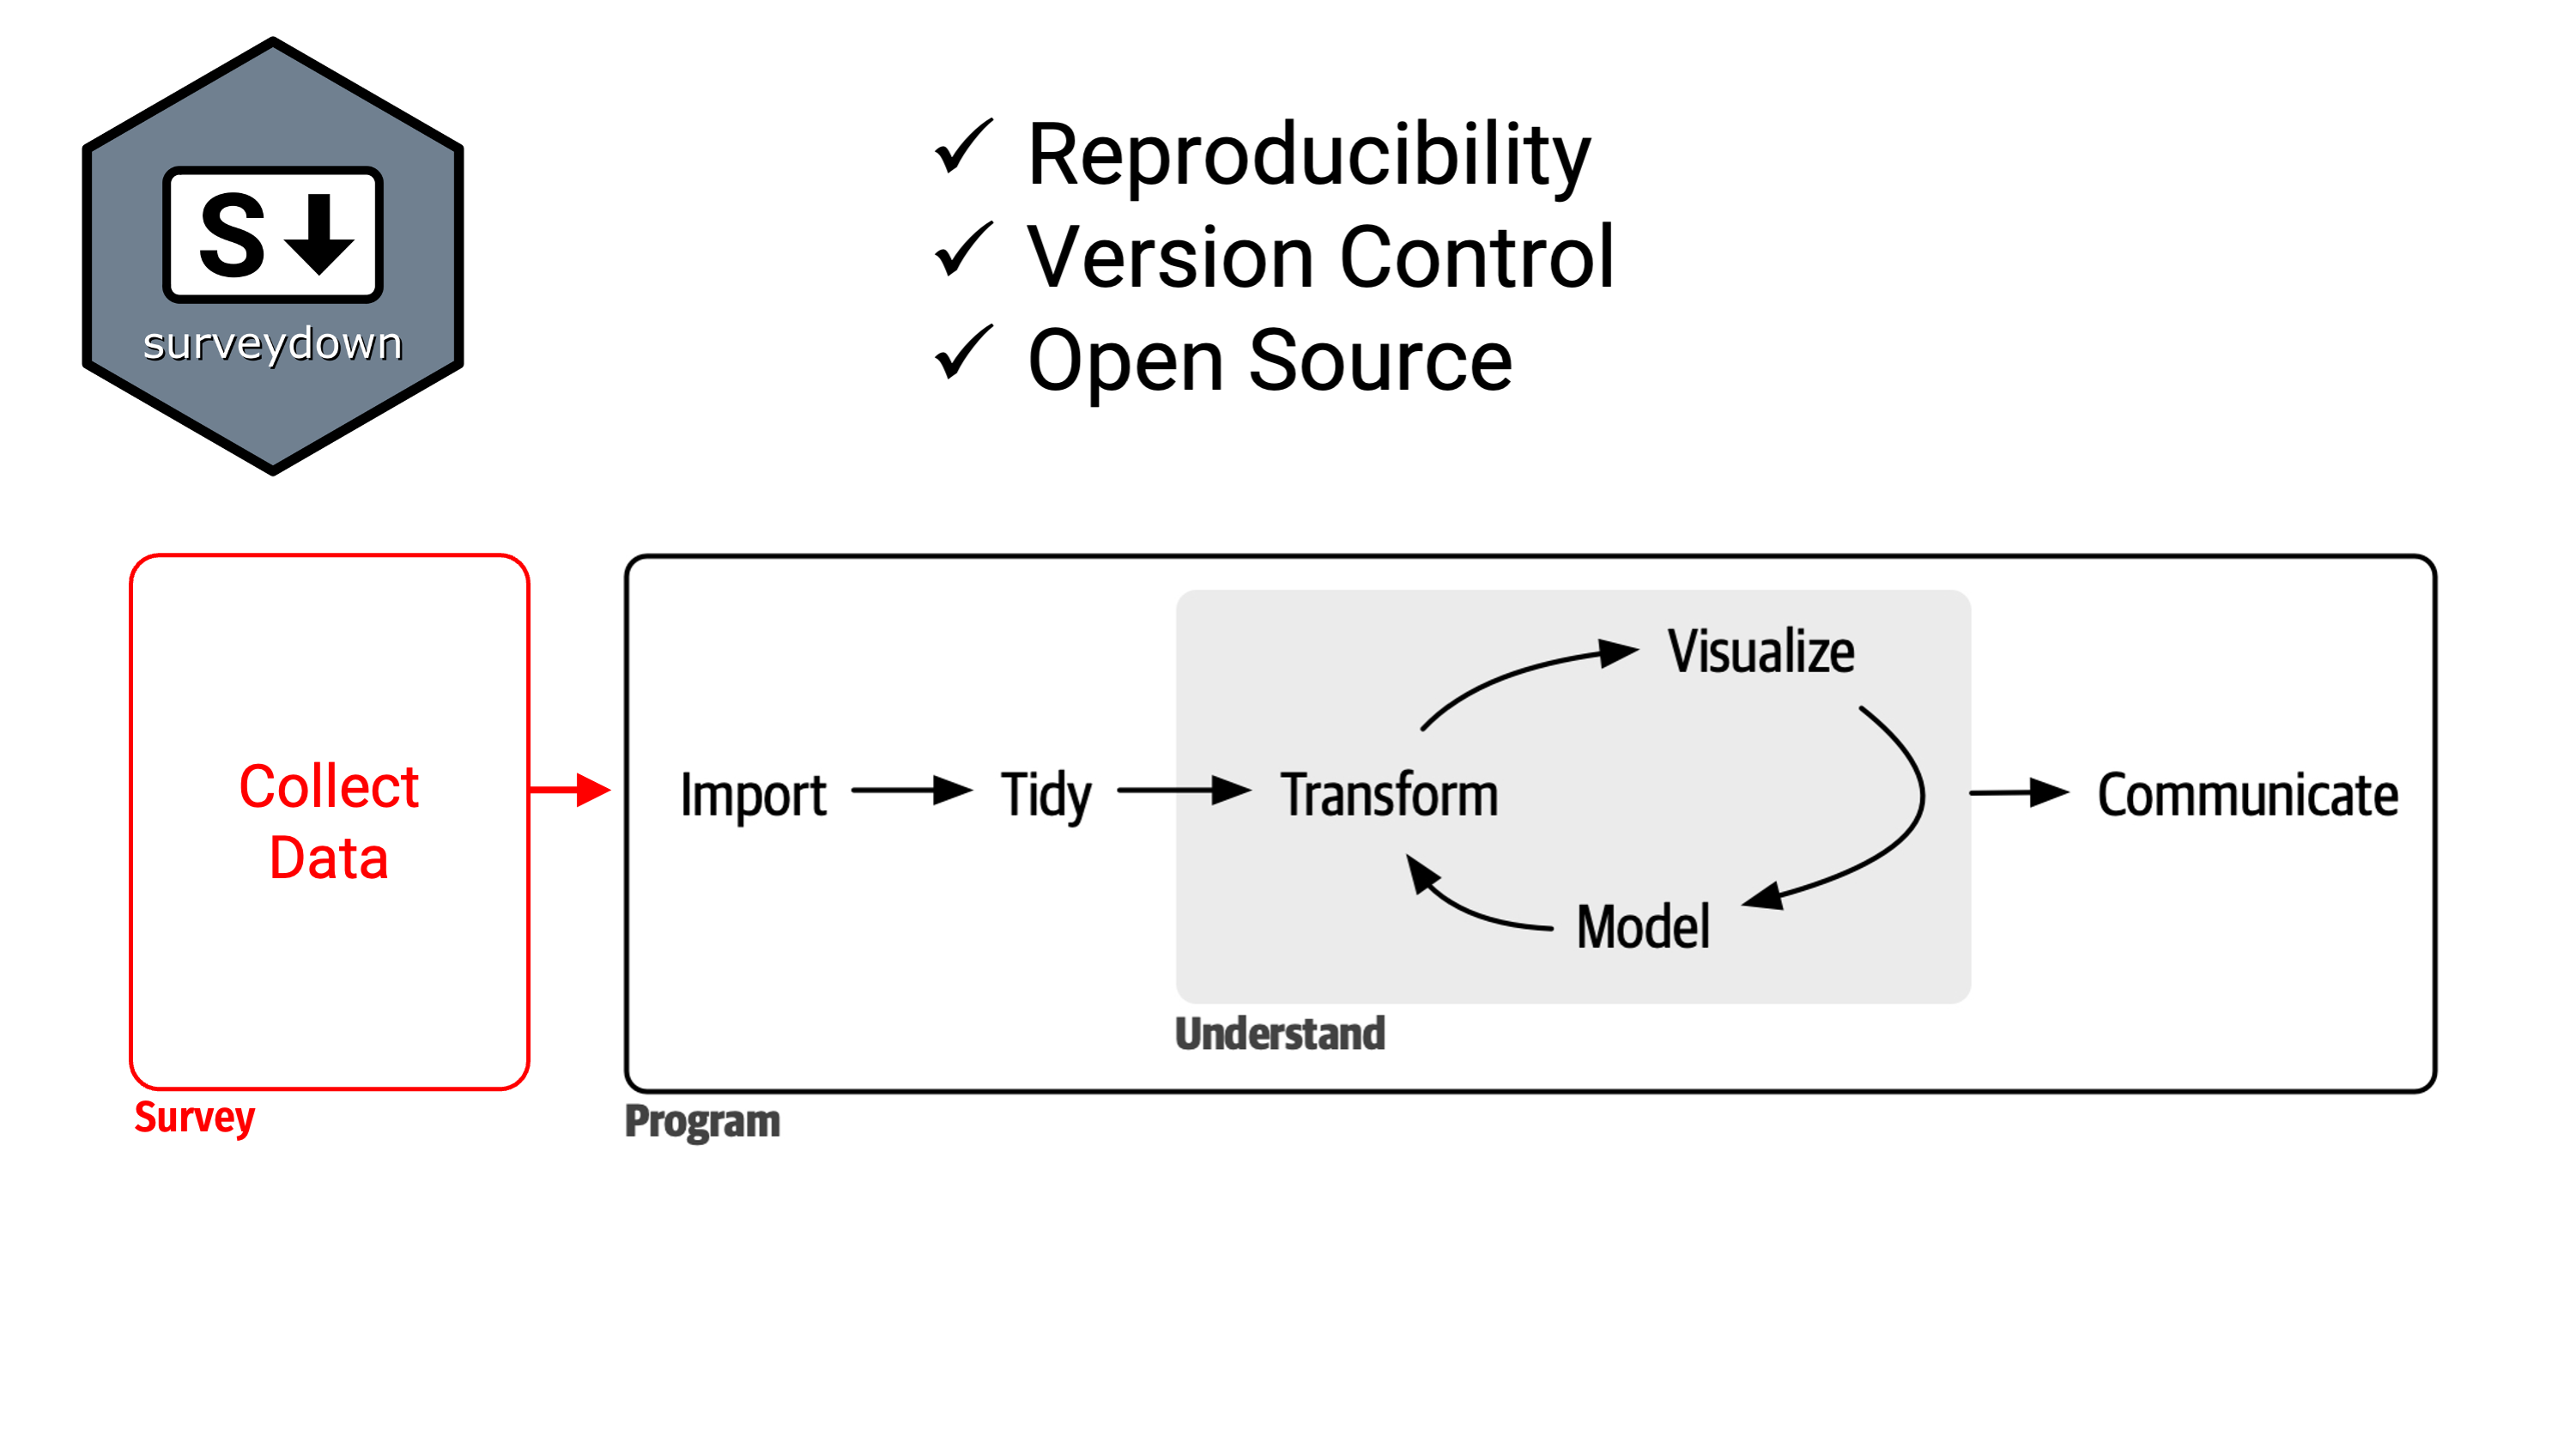 S
surveydown
✓ Reproducibility
✓ Version Control
✓ Open Source
Collect
Data
Survey
Import
Tidy
Transform
Visualize
Model
Understand
Communicate
Program